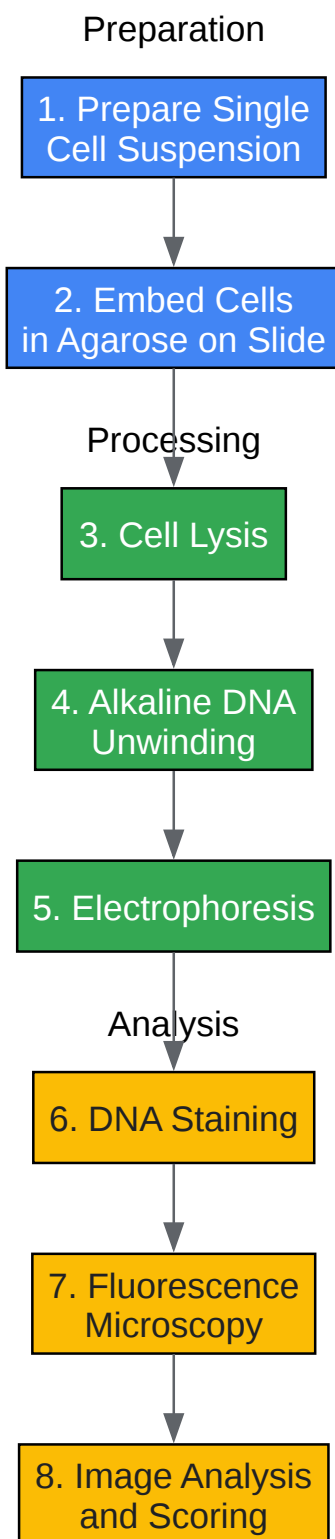 Preparation
1. Prepare Single
Cell Suspension
2. Embed Cells
in Agarose on Slide
Processing
3. Cell Lysis
4. Alkaline DNA
Unwinding
5. Electrophoresis
Analysis
6. DNA Staining
7. Fluorescence
Microscopy
8. Image Analysis
and Scoring